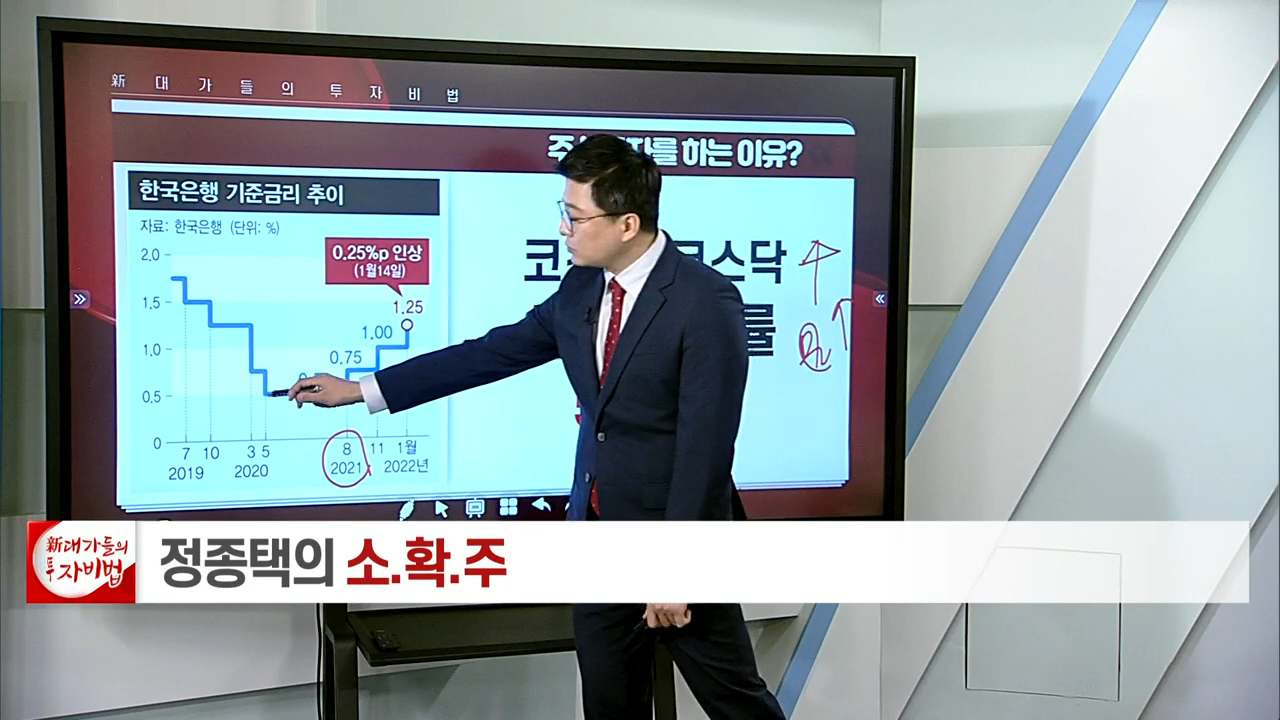 新 대 가 들 의 투 자 비 법
를 하는 이유?
한국은행 기준금리 추이
자료: 한국은행 (단위: %)
2.0
1.5
1.0
0.5
0
0.25%p 인상
(1월14일)
1.25
1.00
0.75
7 10 3 5 8 11 1월
2019 2020 2021 2022년
스닥
률
新대가들의
투자비법
정종택의 소.확.주